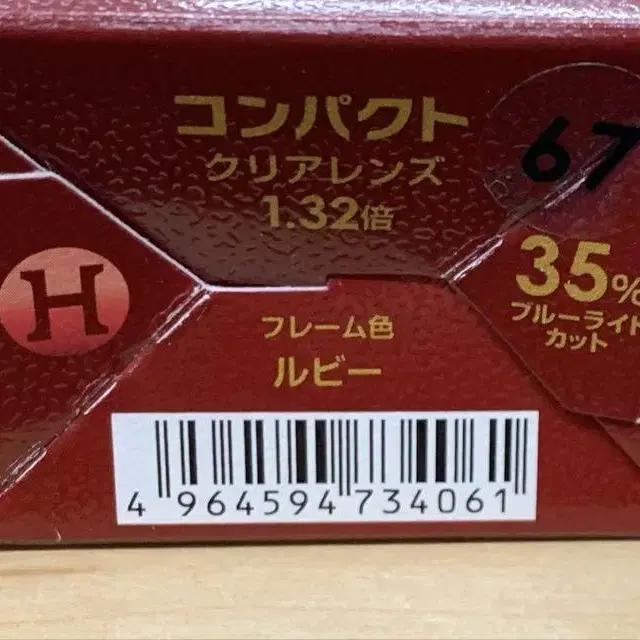 コンパクト
クリアレンズ
1.32倍
67
35%
ブルーライト
カット
H
フレーム色
ルビー
4 964594 734061